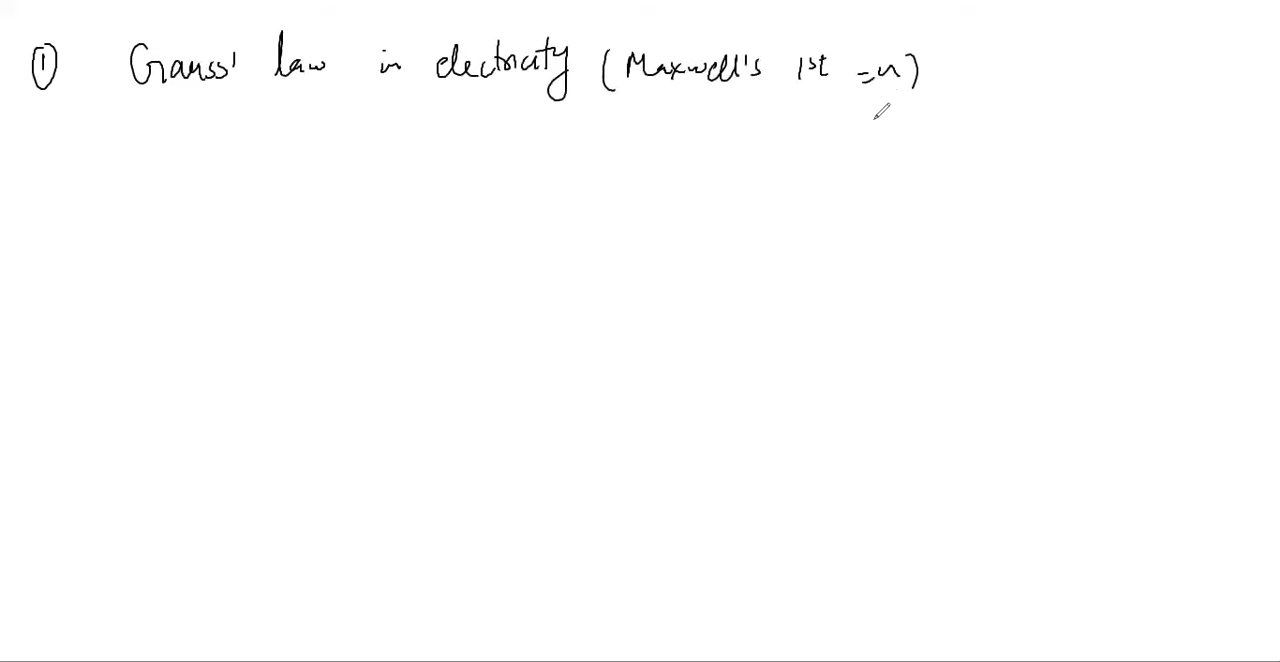 ① Gauss' law in electricity (Maxwell's 1st =n)